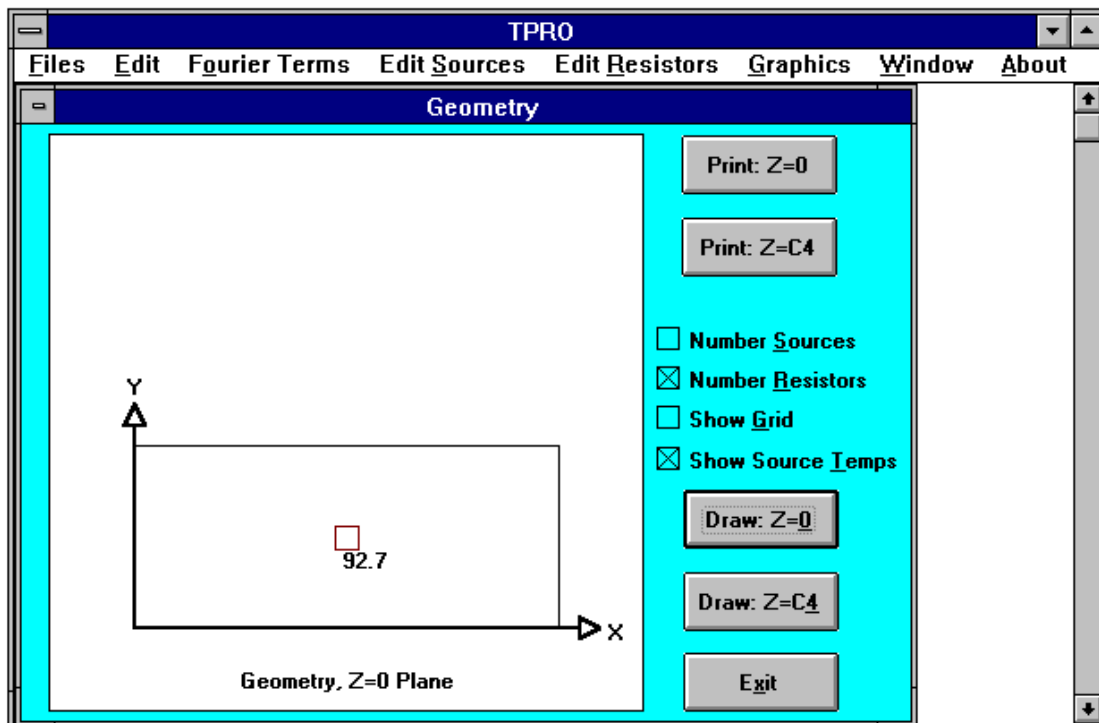 TPRO
Files Edit Fourier Terms Edit Sources Edit Resistors Graphics Window About
Geometry
Print: Z=0
Print: Z=C4
Number Sources
Number Resistors
Show Grid
Show Source Temps
Y
Draw: Z=0
92.7
Draw: Z=C4
X
Geometry, Z=0 Plane
Exit